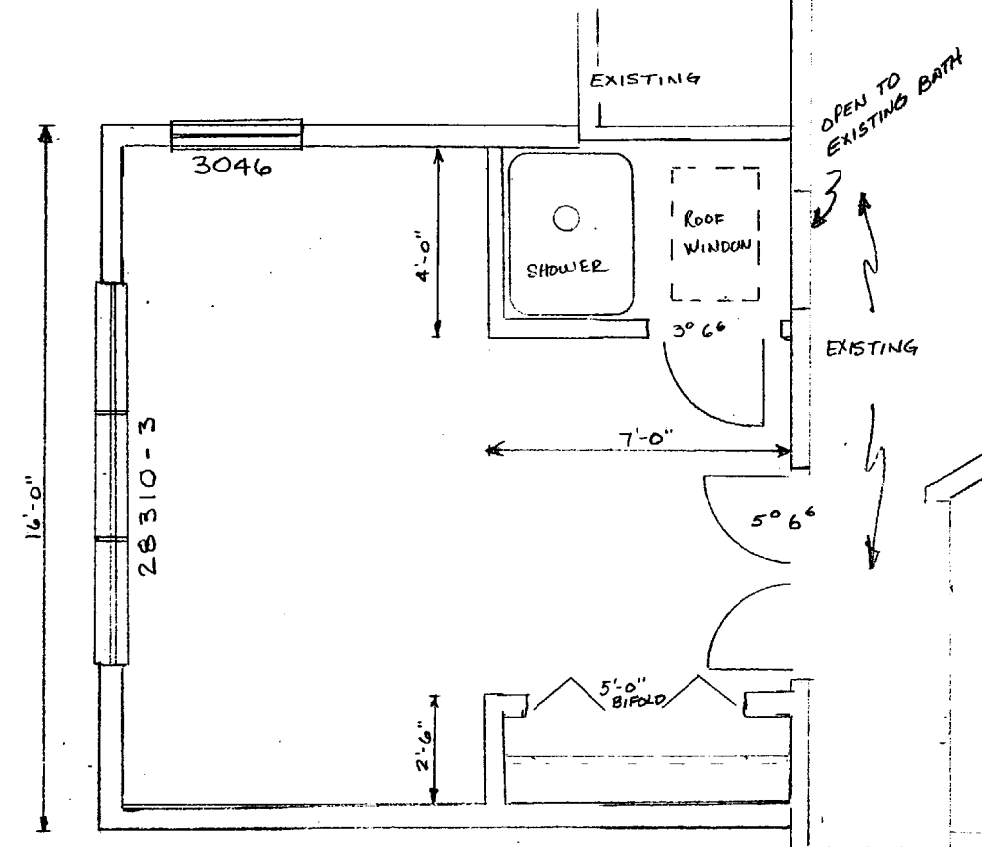 EXISTING
OPEN TO
EXISTING BATH
3046
4'-0"
ROOF
WINDOW
SHOWER
3⁰ 6⁶
EXISTING
7'-0"
16'-0"
28310-3
5⁰ 6⁶
5'-0"
BIFOLD
2'-6"